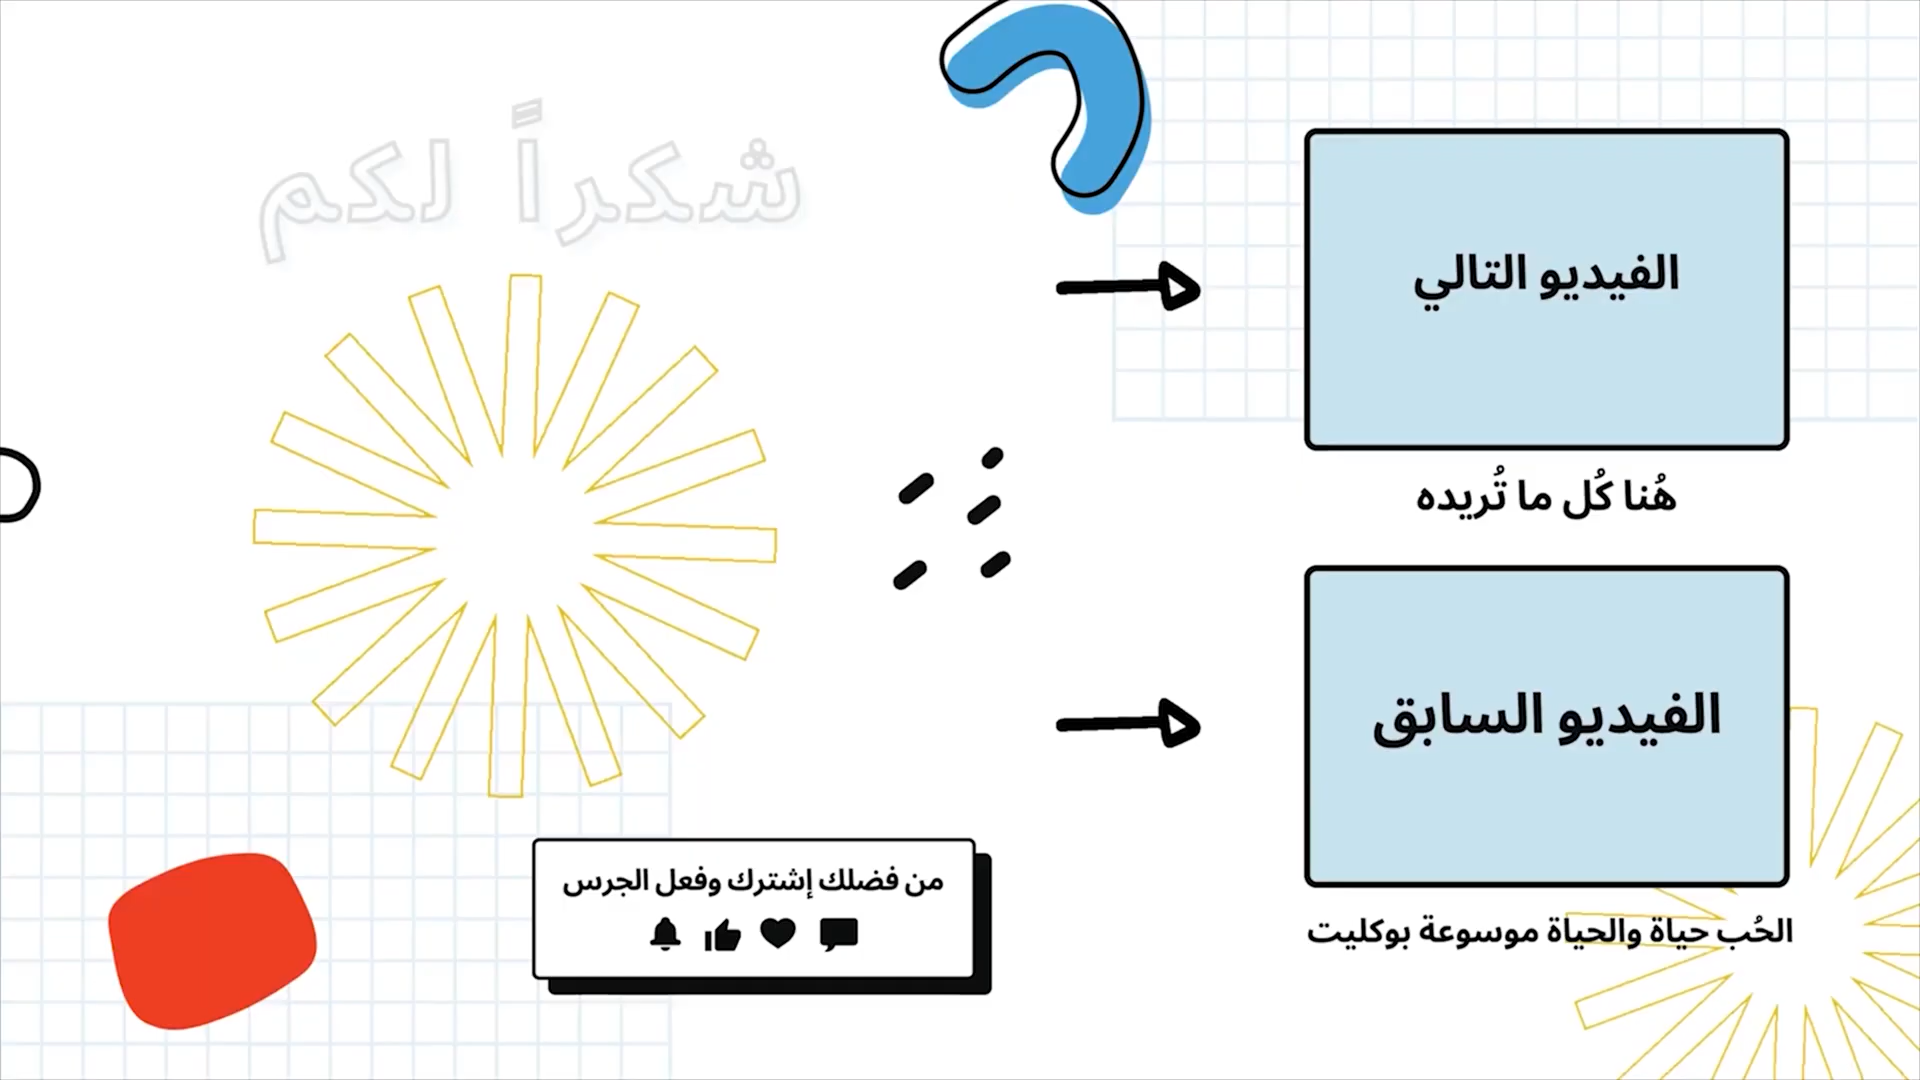 شكراً لكم
الفيديو التالي
هُنا كُل ما تُريده
الفيديو السابق
الحُب حياة والحياة موسوعة بوكليت
من فضلك إشترك وفعل الجرس